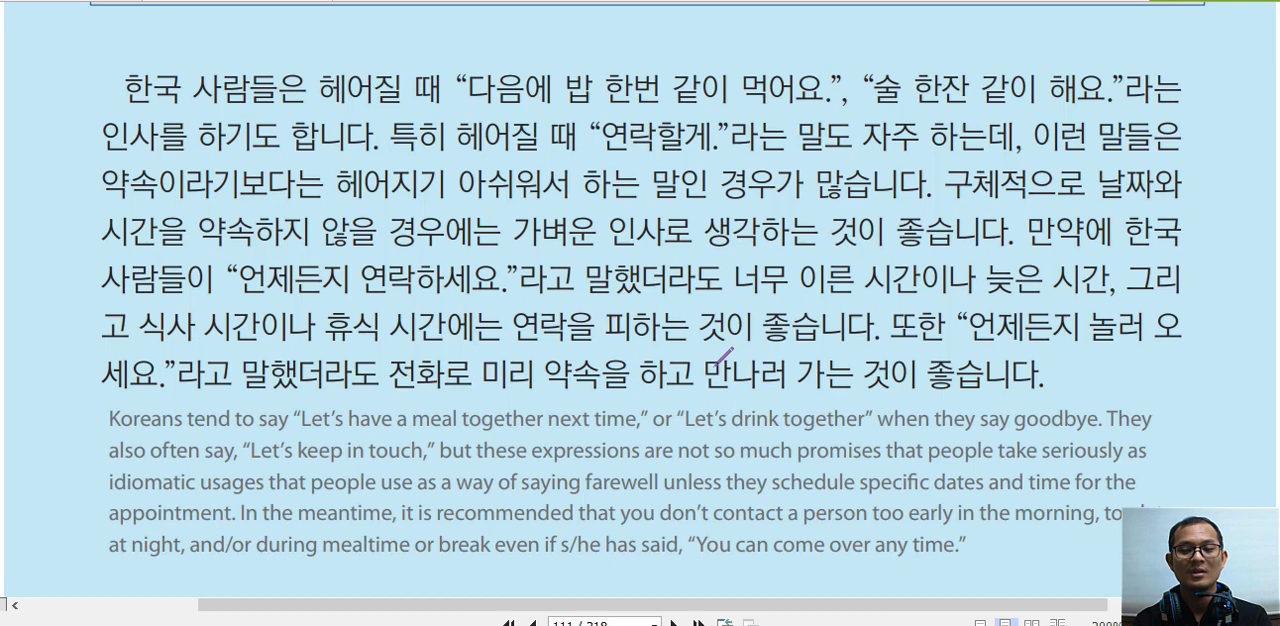 한국 사람들은 헤어질 때 “다음에 밥 한번 같이 먹어요.”, “술 한잔 같이 해요.”라는
인사를 하기도 합니다. 특히 헤어질 때 “연락할게.”라는 말도 자주 하는데, 이런 말들은
약속이라기보다는 헤어지기 아쉬워서 하는 말인 경우가 많습니다. 구체적으로 날짜와
시간을 약속하지 않을 경우에는 가벼운 인사로 생각하는 것이 좋습니다. 만약에 한국
사람들이 “언제든지 연락하세요.”라고 말했더라도 너무 이른 시간이나 늦은 시간, 그리
고 식사 시간이나 휴식 시간에는 연락을 피하는 것이 좋습니다. 또한 “언제든지 놀러 오
세요.”라고 말했더라도 전화로 미리 약속을 하고 만나러 가는 것이 좋습니다.
Koreans tend to say “Let’s have a meal together next time,” or “Let’s drink together” when they say goodbye. They
also often say, “Let’s keep in touch,” but these expressions are not so much promises that people take seriously as
idiomatic usages that people use as a way of saying farewell unless they schedule specific dates and time for the
appointment. In the meantime, it is recommended that you don’t contact a person too early in the morning,
at night, and/or during mealtime or break even if s/he has said, “You can come over any time.”
111 / 318